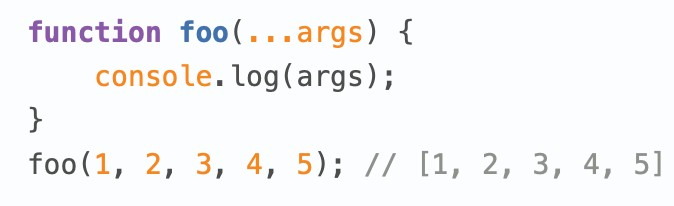 function foo(...args) {
    console.log(args);
}
foo(1, 2, 3, 4, 5); // [1, 2, 3, 4, 5]